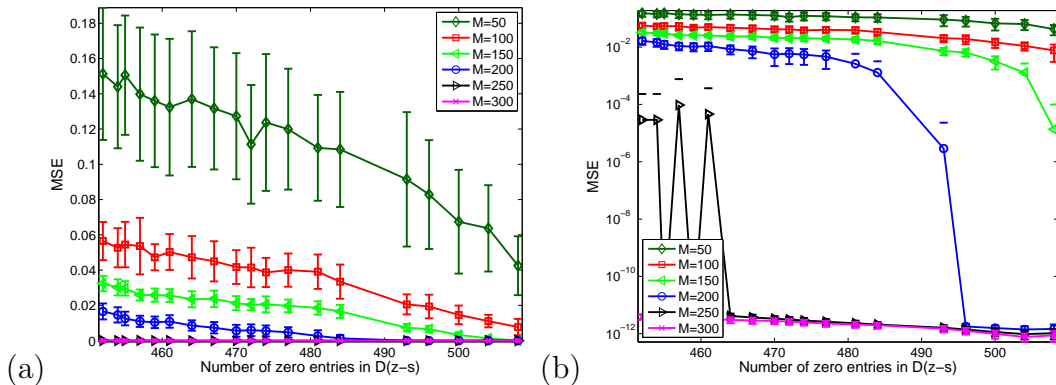 0.18
0.16
0.14
0.12
0.1
0.08
0.06
0.04
0.02
0
MSE
M=50
M=100
M=150
M=200
M=250
M=300
460 470 480 490 500
Number of zero entries in D(z−s)
(a)
10^−2
10^−4
10^−6
10^−8
10^−10
10^−12
MSE
M=50
M=100
M=150
M=200
M=250
M=300
460 470 480 490 500
Number of zero entries in D(z−s)
(b)